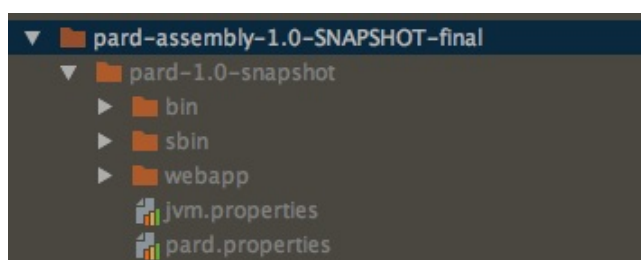 pard-assembly-1.0-SNAPSHOT-final
pard-1.0-snapshot
bin
sbin
webapp
jvm.properties
pard.properties